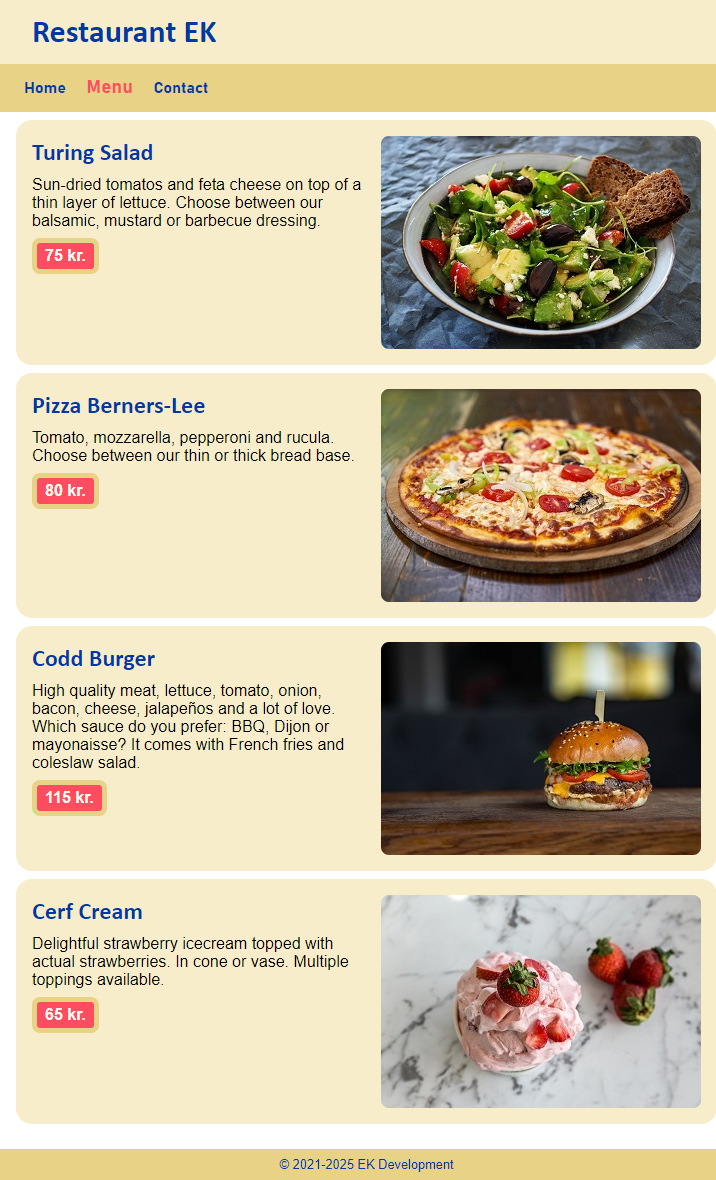 Restaurant EK
Home Menu Contact
Turing Salad
Sun-dried tomatos and feta cheese on top of a
thin layer of lettuce. Choose between our
balsamic, mustard or barbecue dressing.
75 kr.
Pizza Berners-Lee
Tomato, mozzarella, pepperoni and rucula.
Choose between our thin or thick bread base.
80 kr.
Codd Burger
High quality meat, lettuce, tomato, onion,
bacon, cheese, jalapeños and a lot of love.
Which sauce do you prefer: BBQ, Dijon or
mayonaisse? It comes with French fries and
coleslaw salad.
115 kr.
Cerf Cream
Delightful strawberry icecream topped with
actual strawberries. In cone or vase. Multiple
toppings available.
65 kr.
© 2021-2025 EK Development